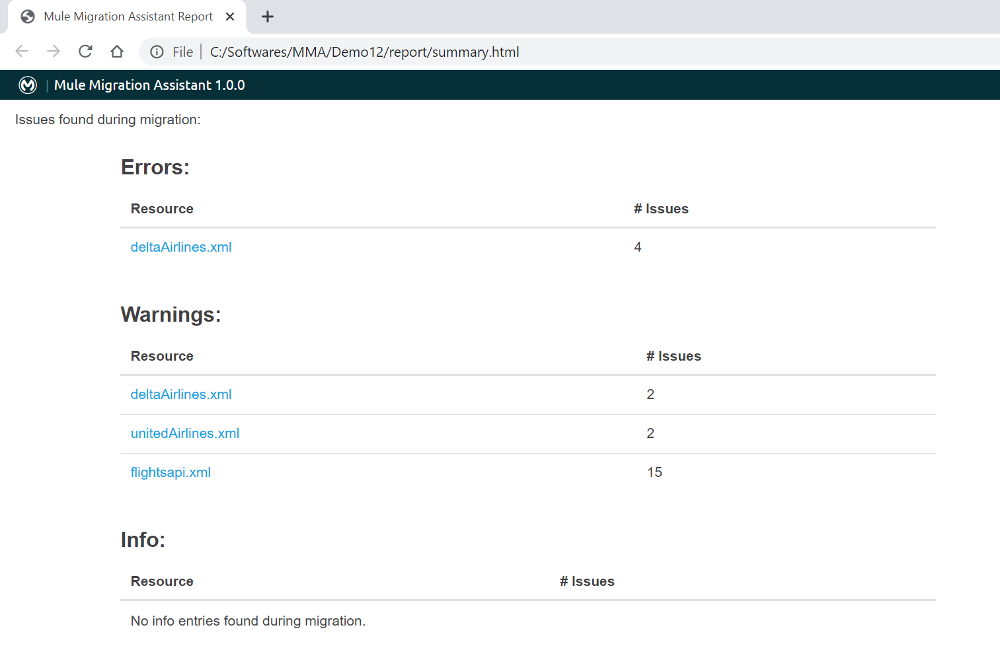 Mule Migration Assistant Report
File C:/Softwares/MMA/Demo12/report/summary.html
| Mule Migration Assistant 1.0.0
Issues found during migration:
Errors:
Resource # Issues
deltaAirlines.xml 4
Warnings:
Resource # Issues
deltaAirlines.xml 2
unitedAirlines.xml 2
flightsapi.xml 15
Info:
Resource # Issues
No info entries found during migration.